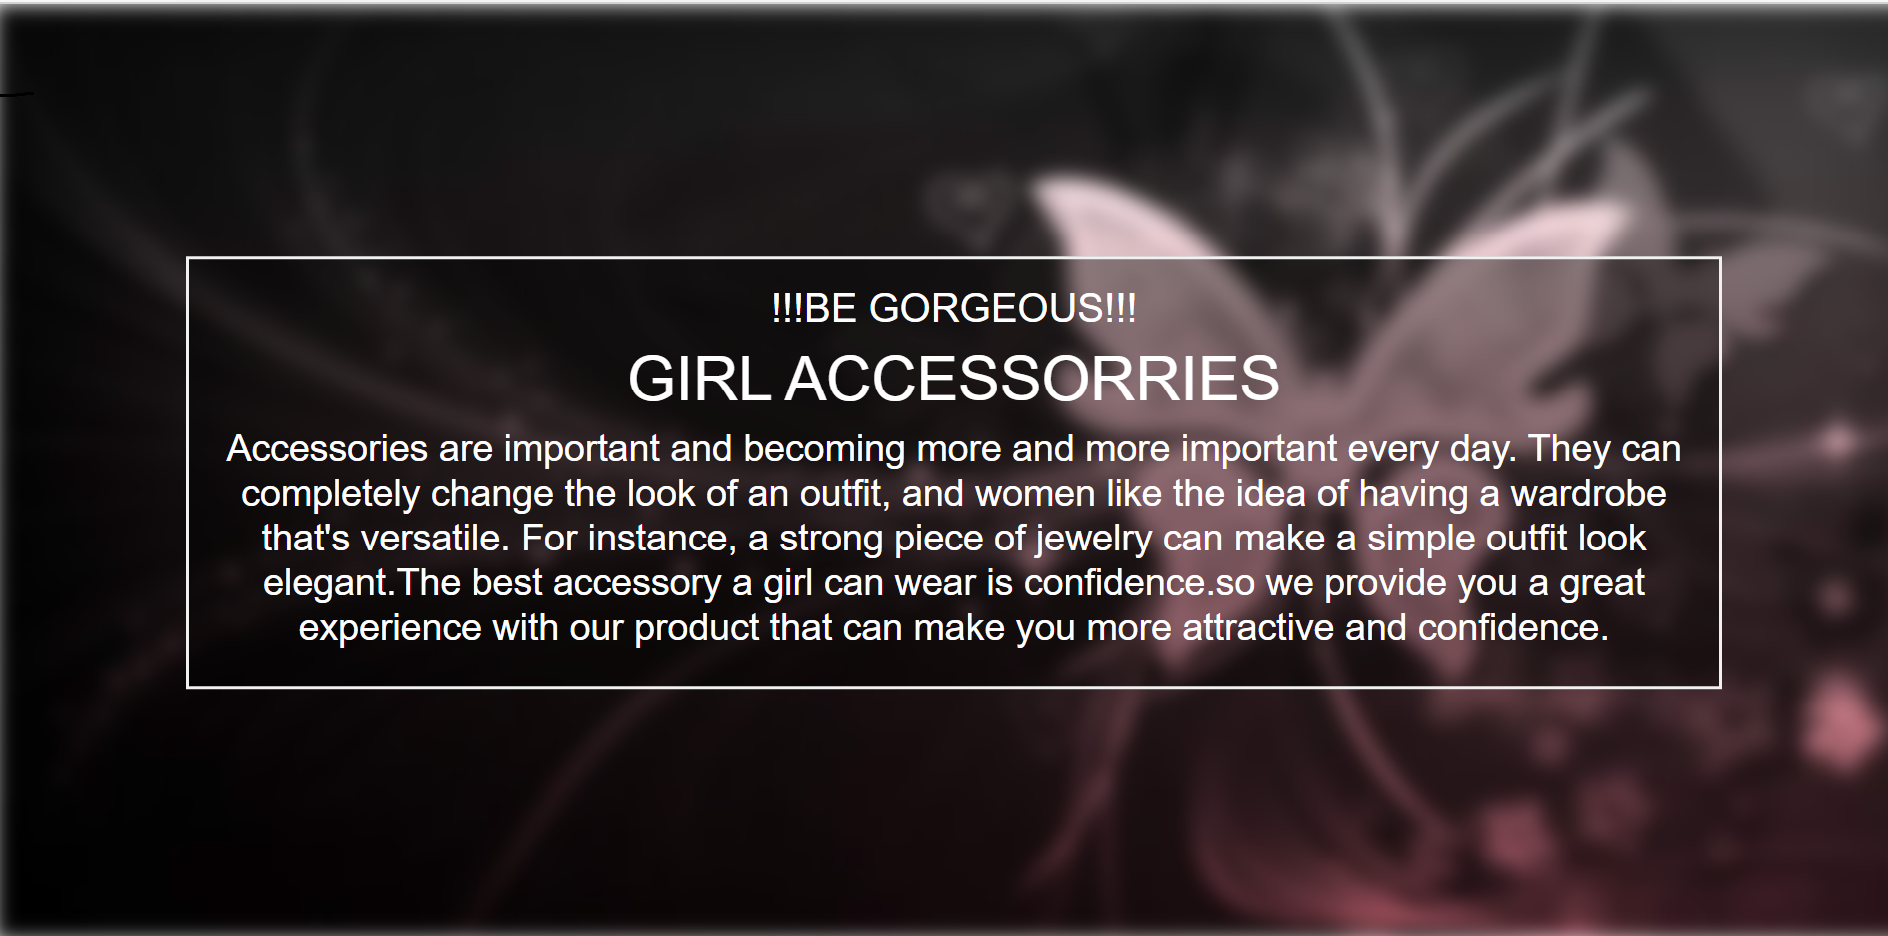 !!!BE GORGEOUS!!!
GIRL ACCESSORRIES
Accessories are important and becoming more and more important every day. They can
completely change the look of an outfit, and women like the idea of having a wardrobe
that's versatile. For instance, a strong piece of jewelry can make a simple outfit look
elegant.The best accessory a girl can wear is confidence.so we provide you a great
experience with our product that can make you more attractive and confidence.